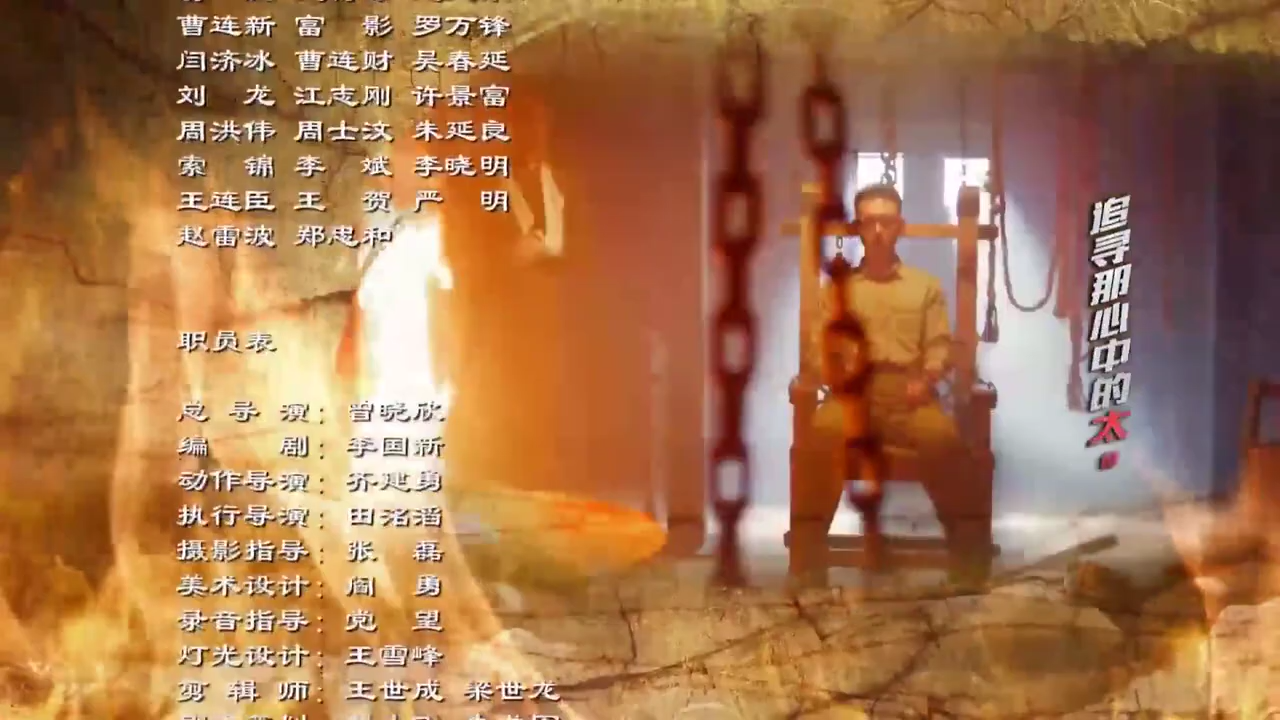 曹连新 富 影 罗万锋
闫济冰 曹连财 吴春延
刘 龙 江志刚 许景富
周洪伟 周士汶 朱延良
索 锦 李 斌 李晓明
王连臣 王 贺 严 明
赵雷波 郑忠和
职员表
总 导 演：曾晓欣
编 剧：李国新
动作导演：齐建勇
执行导演：田洺滔
摄影指导：张 磊
美术设计：阎 勇
录音指导：党 望
灯光设计：王雪峰
剪 辑 师：王世成 梁世龙
追寻那心中的太